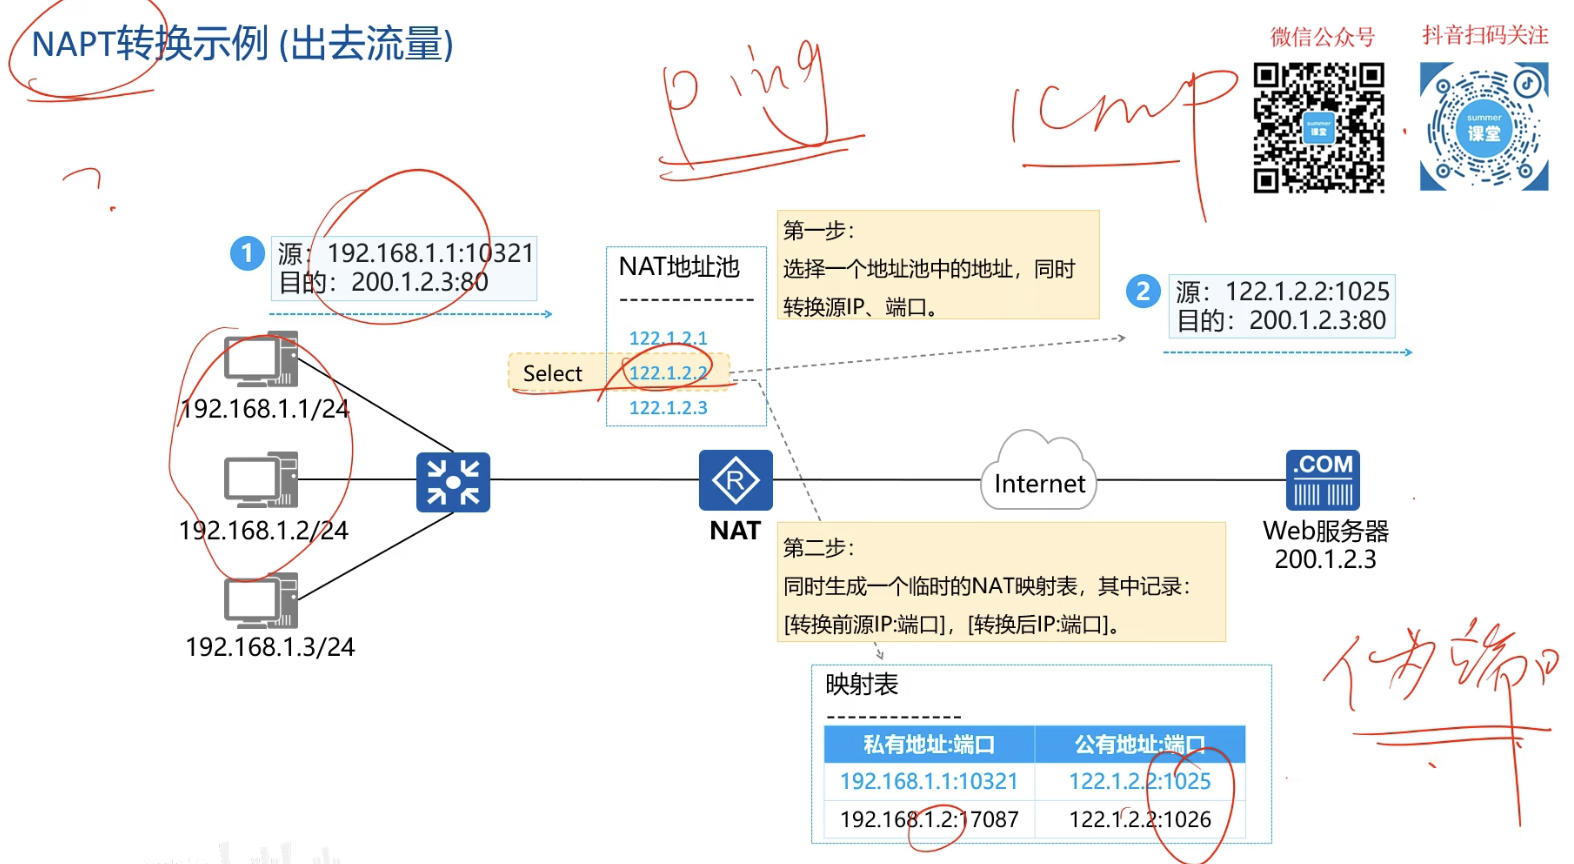 NAPT转换示例 (出去流量)
ping
ICMP
微信公众号
抖音扫码关注
summer
课堂
summer
课堂
?
1
源：192.168.1.1:10321
目的：200.1.2.3:80
NAT地址池
122.1.2.1
Select
122.1.2.2
122.1.2.3
第一步：
选择一个地址池中的地址，同时
转换源IP、端口。
2
源：122.1.2.2:1025
目的：200.1.2.3:80
192.168.1.1/24
192.168.1.2/24
192.168.1.3/24
R
NAT
Internet
.COM
Web服务器
200.1.2.3
第二步：
同时生成一个临时的NAT映射表，其中记录：
[转换前源IP:端口]，[转换后IP:端口]。
端口
映射表
私有地址:端口 公有地址:端口
192.168.1.1:10321 122.1.2.2:1025
192.168.1.2:17087 122.1.2.2:1026